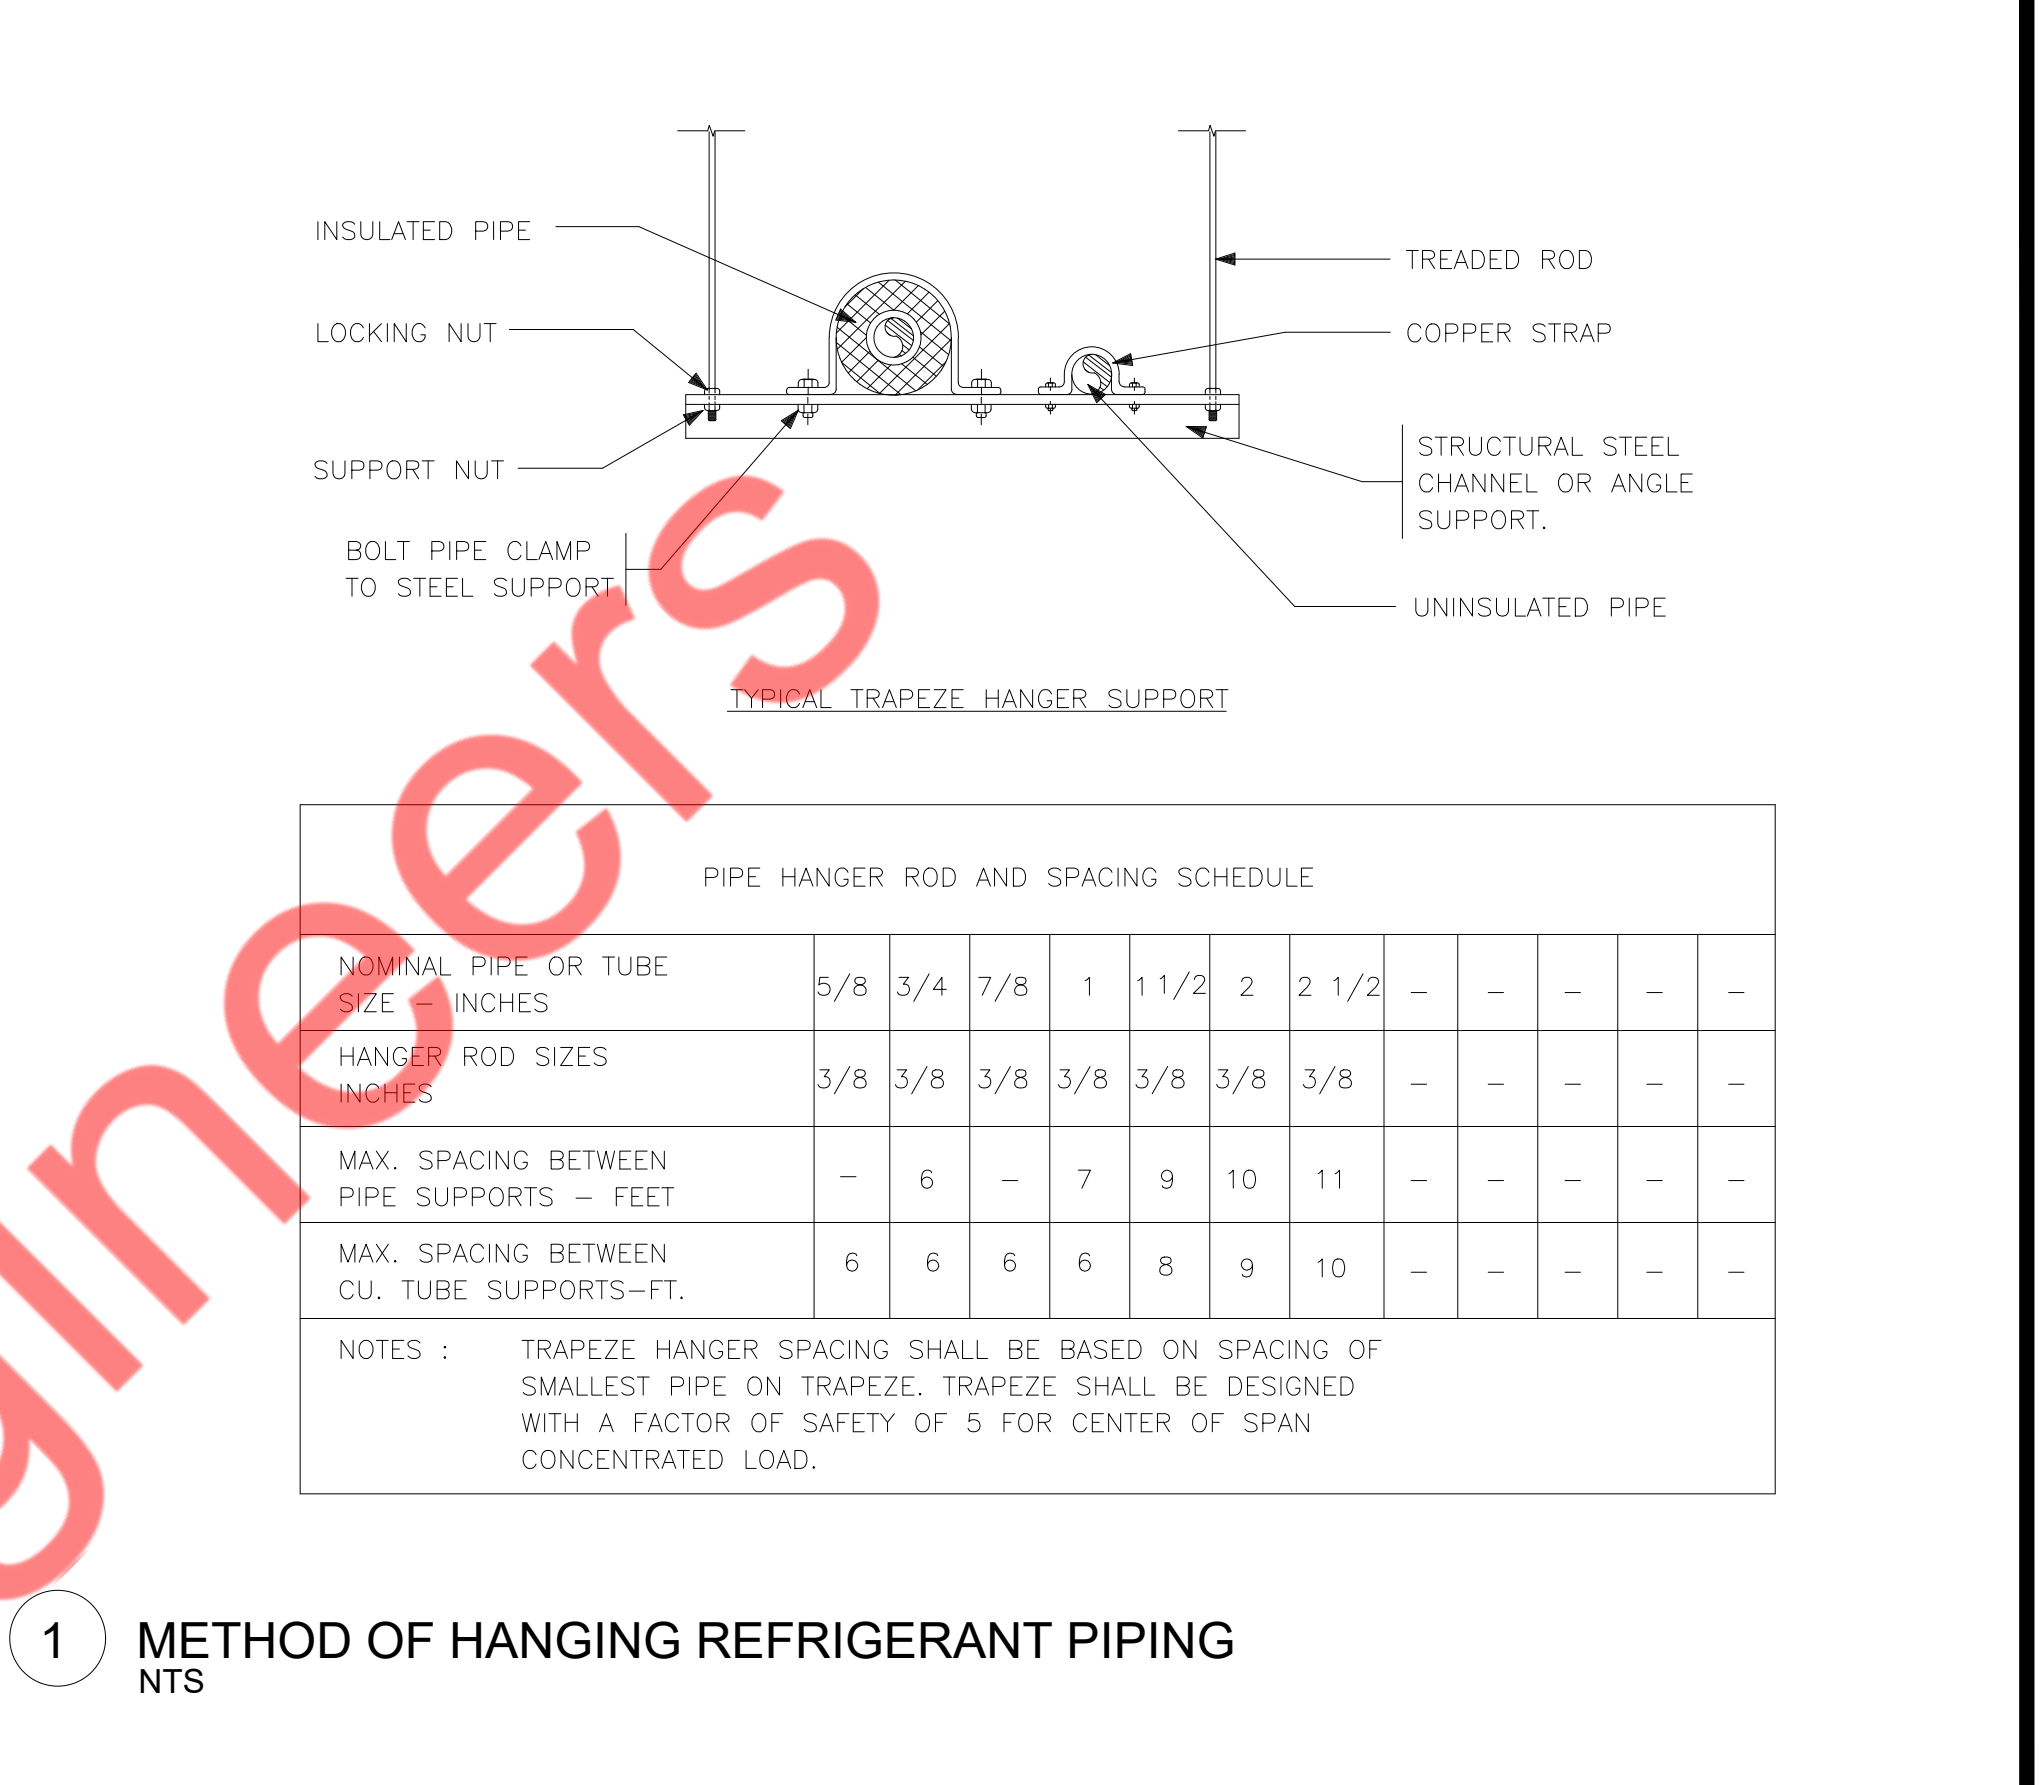 INSULATED PIPE
TREADED ROD
LOCKING NUT
COPPER STRAP
SUPPORT NUT
STRUCTURAL STEEL
CHANNEL OR ANGLE
SUPPORT.
BOLT PIPE CLAMP
TO STEEL SUPPORT
UNINSULATED PIPE
TYPICAL TRAPEZE HANGER SUPPORT
PIPE HANGER ROD AND SPACING SCHEDULE
NOMINAL PIPE OR TUBE
SIZE – INCHES
5/8 3/4 7/8 1 1 1/2 2 2 1/2 – – – – –
HANGER ROD SIZES
INCHES
3/8 3/8 3/8 3/8 3/8 3/8 3/8 – – – – –
MAX. SPACING BETWEEN
PIPE SUPPORTS – FEET
– 6 – 7 9 10 11 – – – – –
MAX. SPACING BETWEEN
CU. TUBE SUPPORTS–FT.
6 6 6 6 8 9 10 – – – – –
NOTES : TRAPEZE HANGER SPACING SHALL BE BASED ON SPACING OF
SMALLEST PIPE ON TRAPEZE. TRAPEZE SHALL BE DESIGNED
WITH A FACTOR OF SAFETY OF 5 FOR CENTER OF SPAN
CONCENTRATED LOAD.
gineers
1 METHOD OF HANGING REFRIGERANT PIPING
NTS